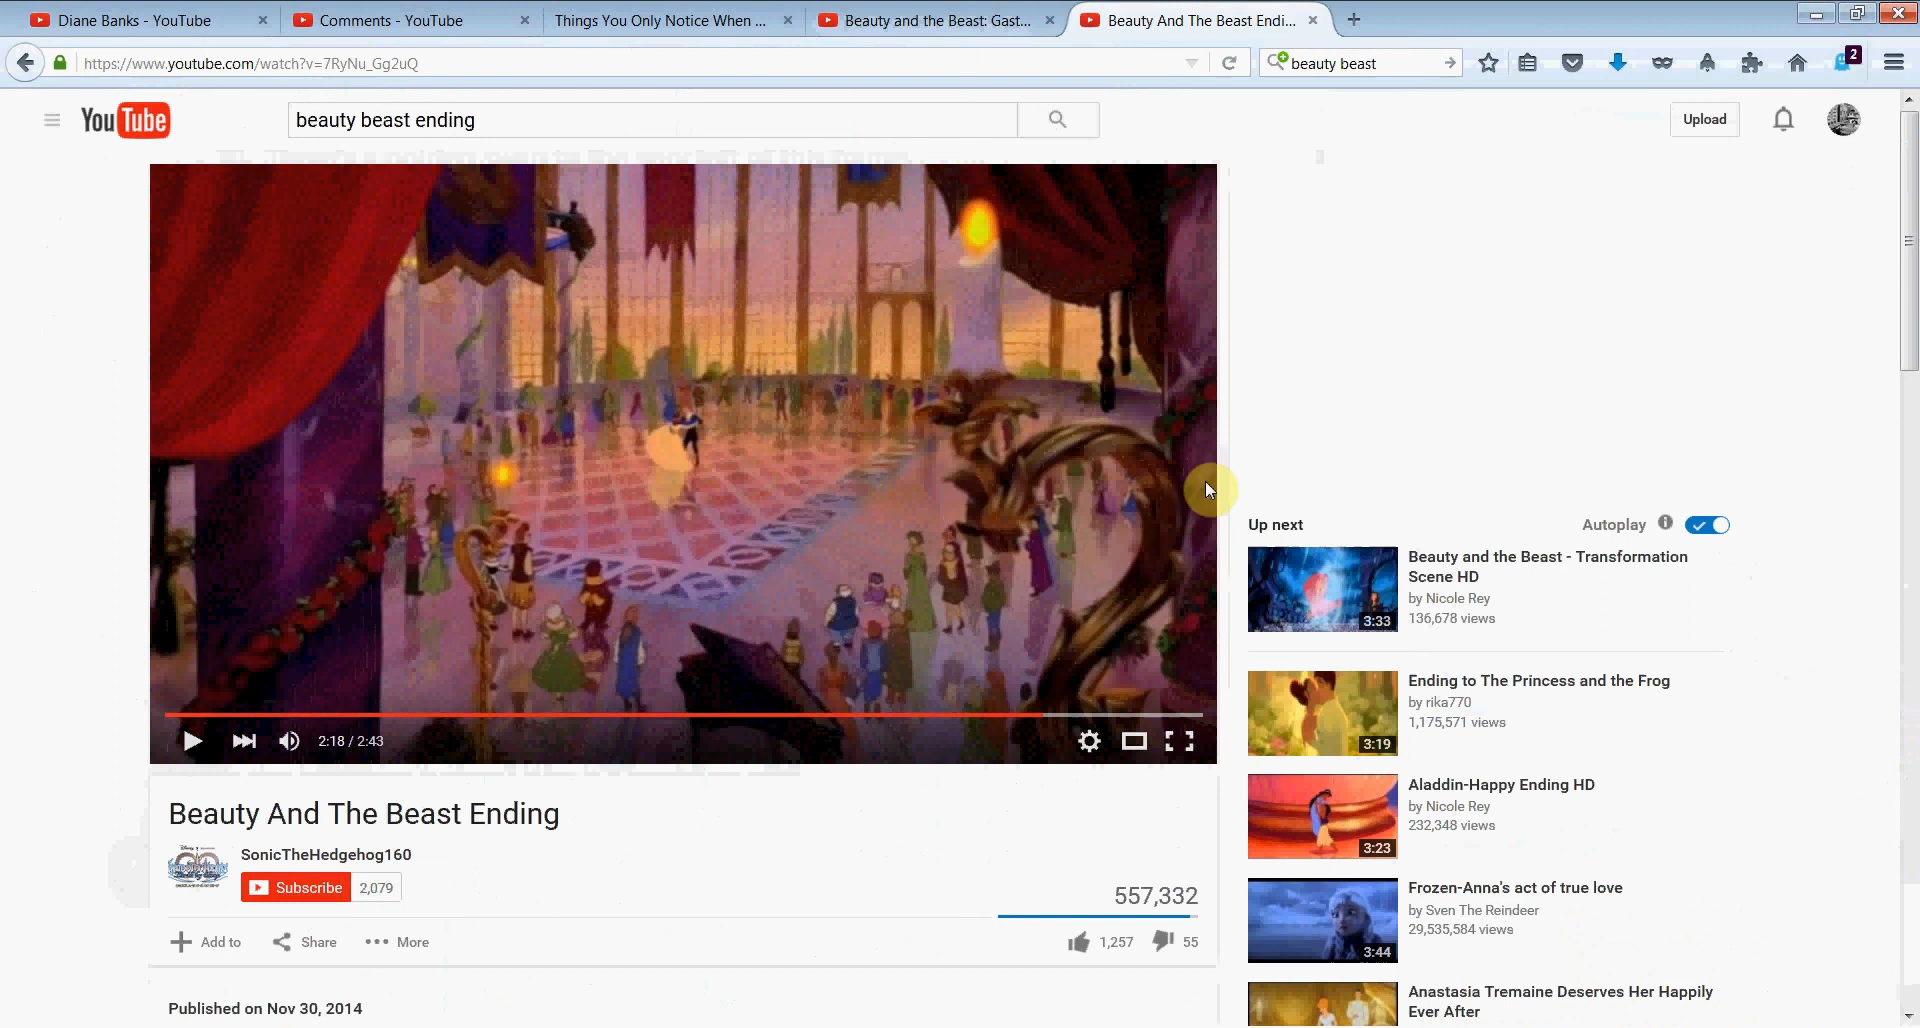 Diane Banks - YouTube
Comments - YouTube
Things You Only Notice When ...
Beauty and the Beast: Gast...
Beauty And The Beast Endi...
https://www.youtube.com/watch?v=7RyNu_Gg2uQ
beauty beast
2
YouTube
beauty beast ending
Upload
2:18 / 2:43
Up next
Autoplay
Beauty and the Beast - Transformation
Scene HD
by Nicole Rey
136,678 views
3:33
Ending to The Princess and the Frog
by rika770
1,175,571 views
3:19
Aladdin-Happy Ending HD
by Nicole Rey
232,348 views
3:23
Frozen-Anna's act of true love
by Sven The Reindeer
29,535,584 views
3:44
Anastasia Tremaine Deserves Her Happily
Ever After
Beauty And The Beast Ending
SonicTheHedgehog160
Subscribe 2,079
557,332
Add to Share More
1,257 55
Published on Nov 30, 2014